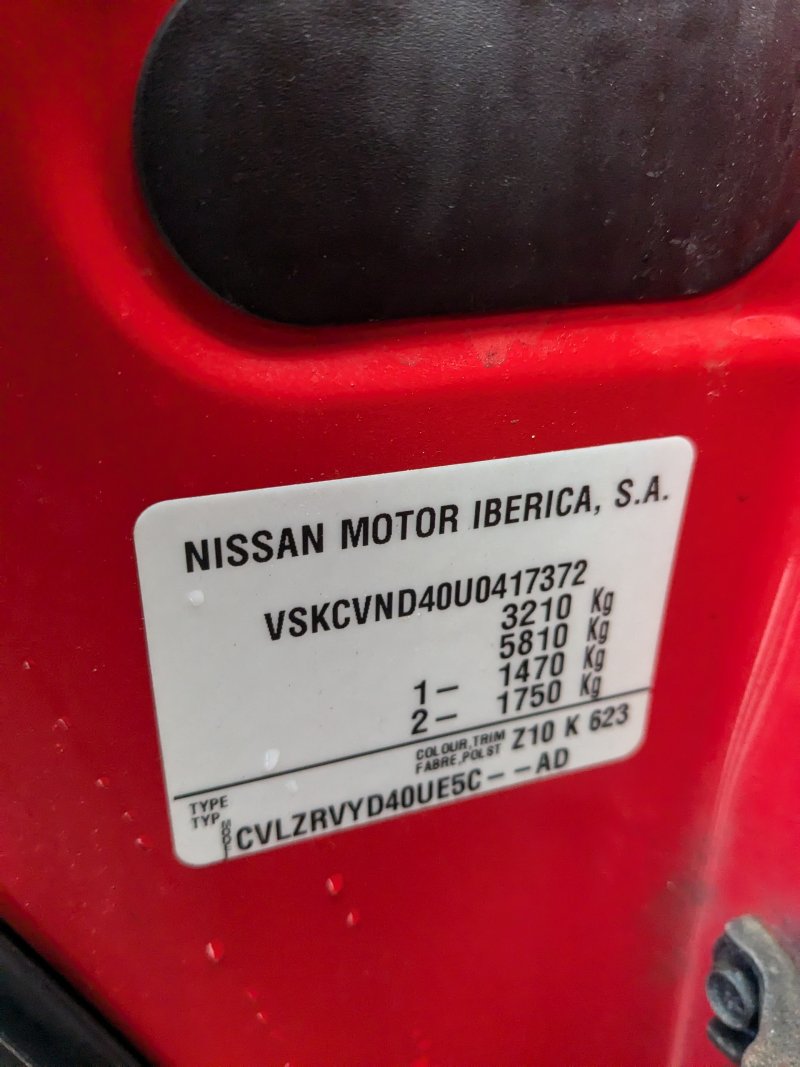 NISSAN MOTOR IBERICA, S.A.
VSKCVND40U0417372
3210 Kg
5810 Kg
1- 1470 Kg
2- 1750 Kg
COLOUR,TRIM Z10 K 623
FABRE,POLST
TYPE
TYP
MODEL CVLZRVYD40UE5C--AD